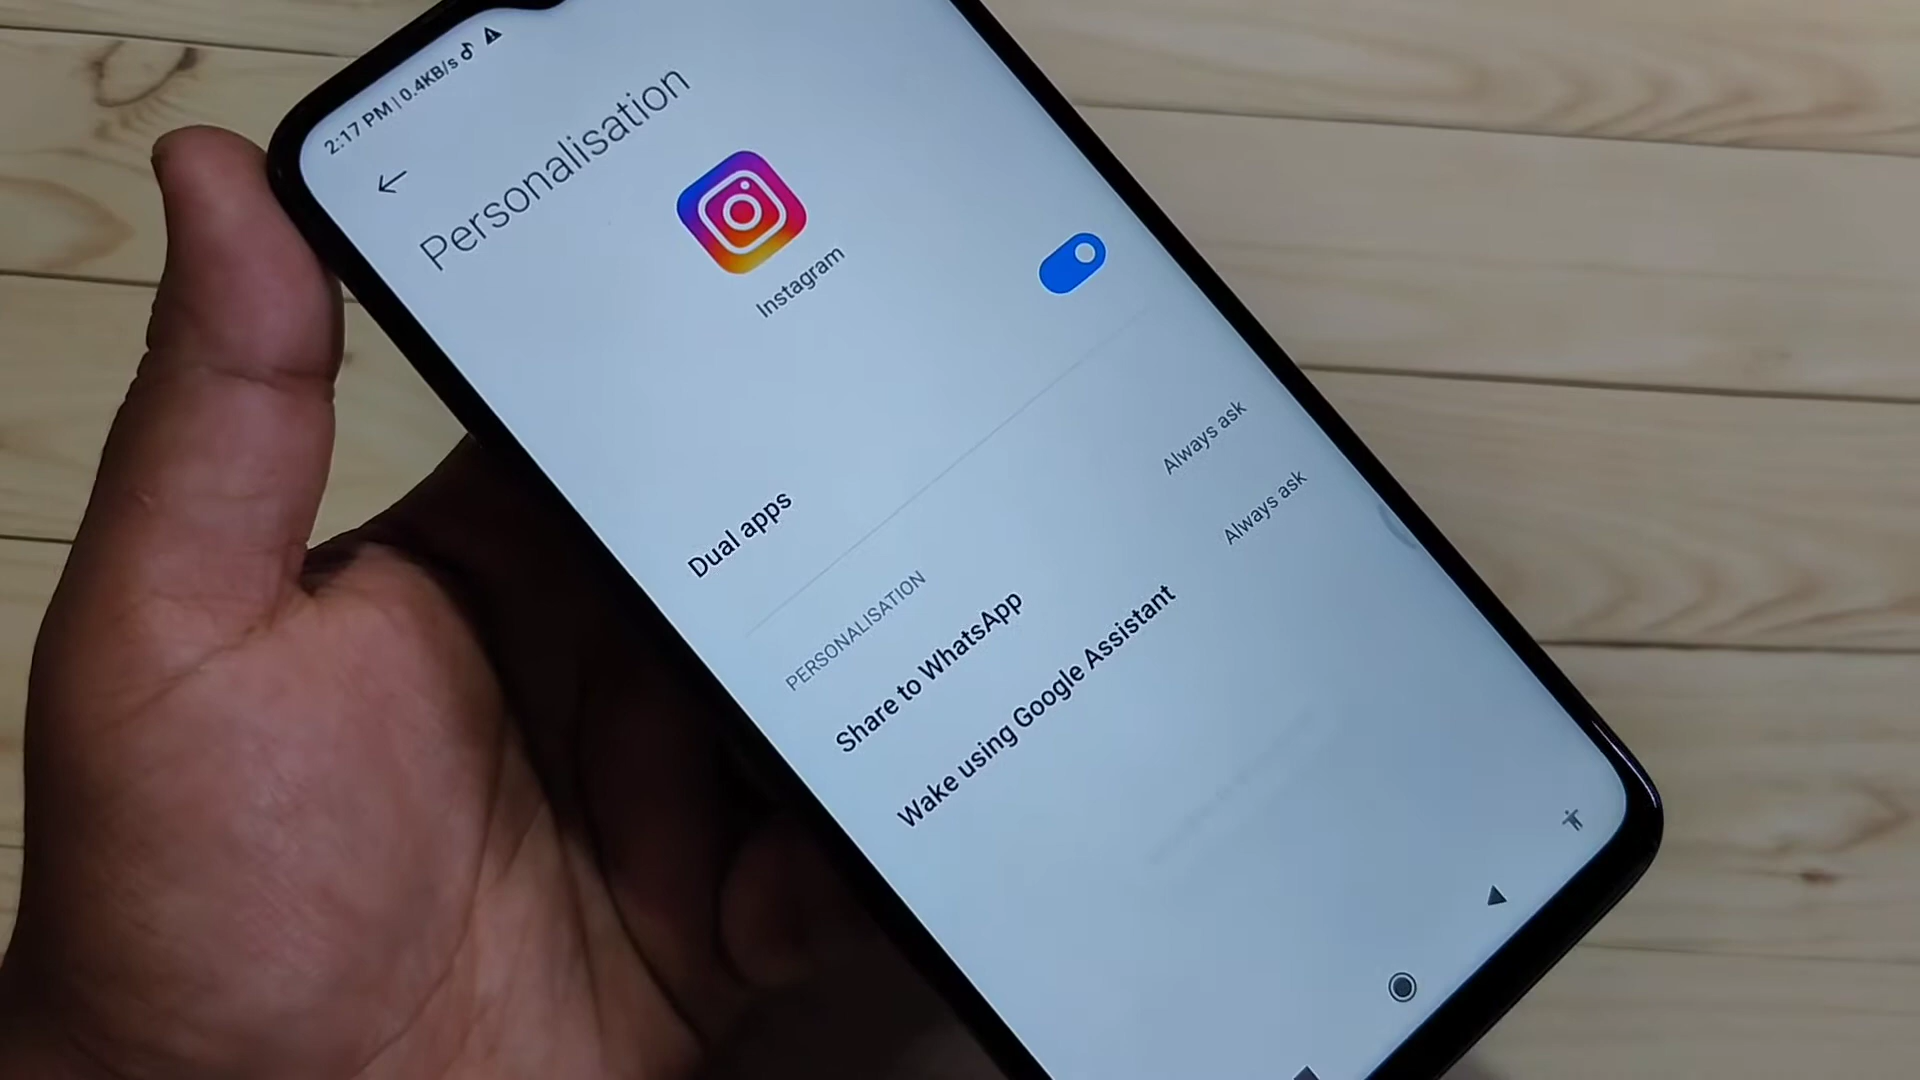 2:17 PM | 0.4KB/s
Personalisation
Instagram
Dual apps
PERSONALISATION
Share to WhatsApp
Always ask
Wake using Google Assistant
Always ask